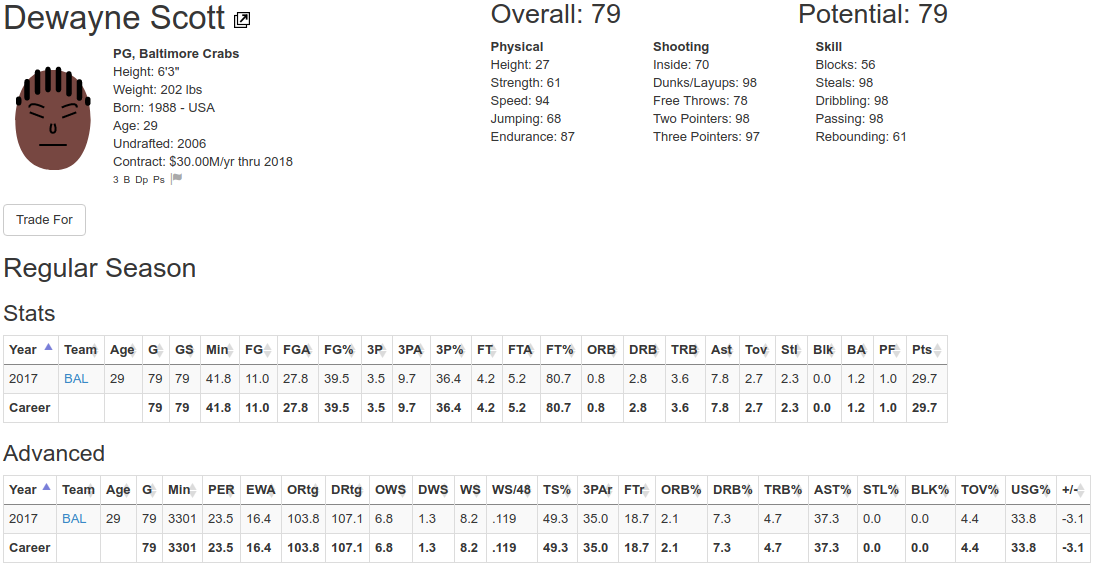 Dewayne Scott
Overall: 79
Potential: 79
PG, Baltimore Crabs
Height: 6'3"
Weight: 202 lbs
Born: 1988 - USA
Age: 29
Undrafted: 2006
Contract: $30.00M/yr thru 2018
3 B Dp Ps
Physical
Height: 27
Strength: 61
Speed: 94
Jumping: 68
Endurance: 87
Shooting
Inside: 70
Dunks/Layups: 98
Free Throws: 78
Two Pointers: 98
Three Pointers: 97
Skill
Blocks: 56
Steals: 98
Dribbling: 98
Passing: 98
Rebounding: 61
Trade For
Regular Season
Stats
Year Team Age G GS Min FG FGA FG% 3P 3PA 3P% FT FTA FT% ORB DRB TRB Ast Tov Stl Blk BA PF Pts
2017 BAL 29 79 79 41.8 11.0 27.8 39.5 3.5 9.7 36.4 4.2 5.2 80.7 0.8 2.8 3.6 7.8 2.7 2.3 0.0 1.2 1.0 29.7
Career 79 79 41.8 11.0 27.8 39.5 3.5 9.7 36.4 4.2 5.2 80.7 0.8 2.8 3.6 7.8 2.7 2.3 0.0 1.2 1.0 29.7
Advanced
Year Team Age G Min PER EWA ORtg DRtg OWS DWS WS WS/48 TS% 3PAr FTr ORB% DRB% TRB% AST% STL% BLK% TOV% USG% +/-
2017 BAL 29 79 3301 23.5 16.4 103.8 107.1 6.8 1.3 8.2 .119 49.3 35.0 18.7 2.1 7.3 4.7 37.3 0.0 0.0 4.4 33.8 -3.1
Career 79 3301 23.5 16.4 103.8 107.1 6.8 1.3 8.2 .119 49.3 35.0 18.7 2.1 7.3 4.7 37.3 0.0 0.0 4.4 33.8 -3.1